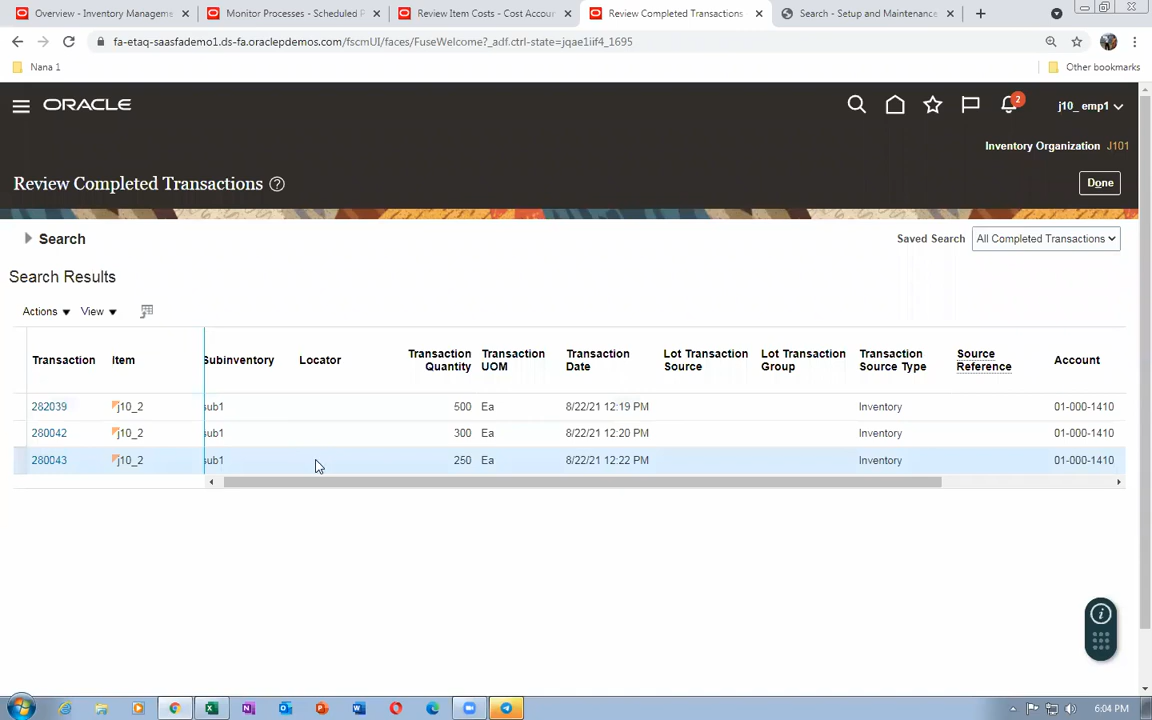 Overview - Inventory Manageme
Monitor Processes - Scheduled P
Review Item Costs - Cost Accoun
Review Completed Transactions
Search - Setup and Maintenance
fa-etaq-saasfademo1.ds-fa.oraclepdemos.com/fscmUI/faces/FuseWelcome?_adf.ctrl-state=jqae1iif4_1695
Nana 1
Other bookmarks
ORACLE
2
j10_ emp1
Inventory Organization J101
Review Completed Transactions
Done
Search
Saved Search All Completed Transactions
Search Results
Actions View
Transaction Item Subinventory Locator Transaction Quantity Transaction UOM Transaction Date Lot Transaction Source Lot Transaction Group Transaction Source Type Source Reference Account
282039 j10_2 sub1 500 Ea 8/22/21 12:19 PM Inventory 01-000-1410
280042 j10_2 sub1 300 Ea 8/22/21 12:20 PM Inventory 01-000-1410
280043 j10_2 sub1 250 Ea 8/22/21 12:22 PM Inventory 01-000-1410
6:04 PM